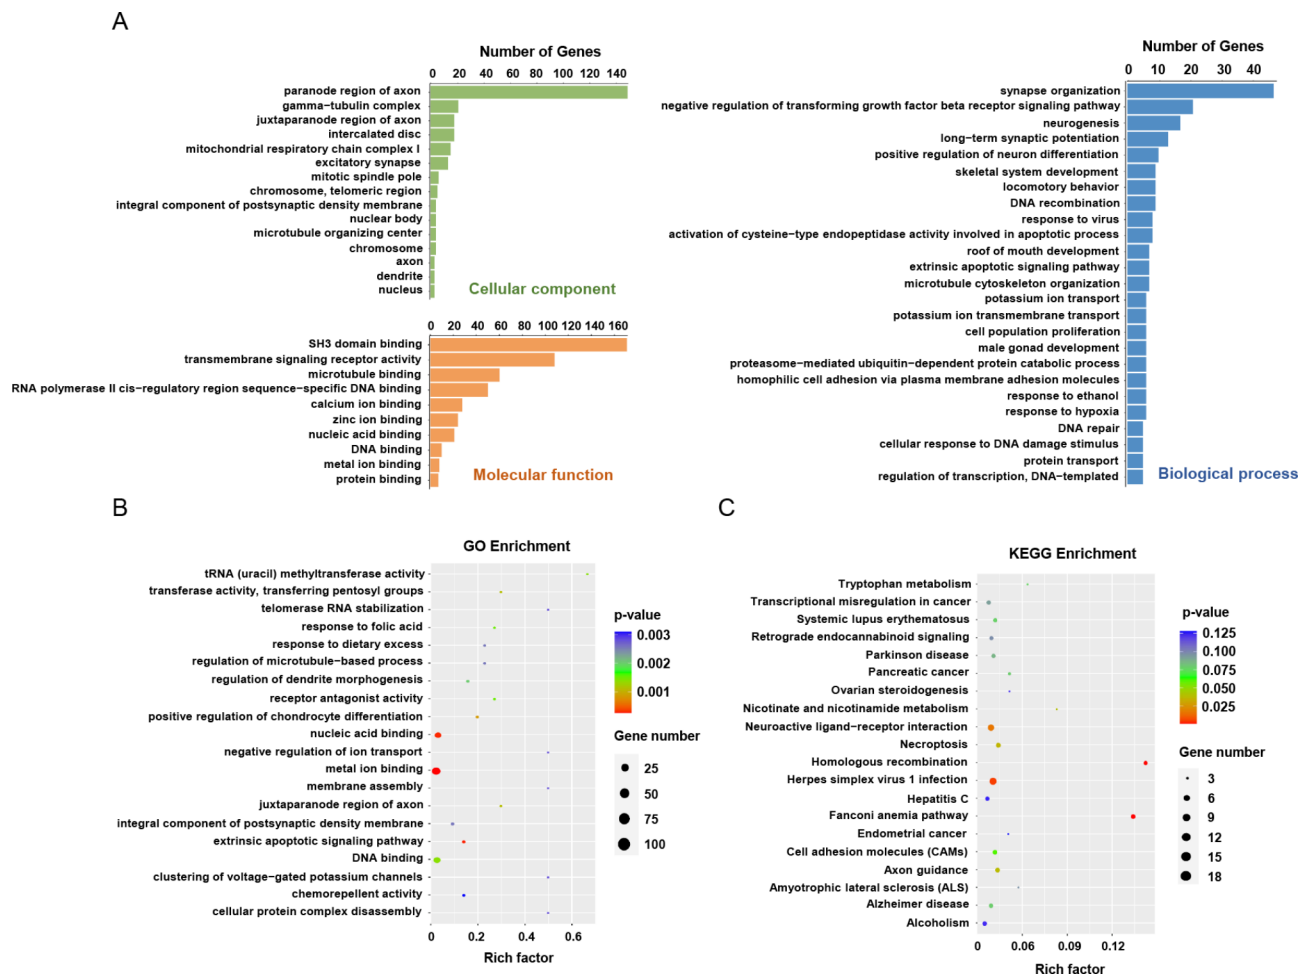 A
Number of Genes
0 20 40 60 80 100 120 140
paranode region of axon
gamma−tubulin complex
juxtaparanode region of axon
intercalated disc
mitochondrial respiratory chain complex I
excitatory synapse
mitotic spindle pole
chromosome, telomeric region
integral component of postsynaptic density membrane
nuclear body
microtubule organizing center
chromosome
axon
dendrite
nucleus
Cellular component
0 20 40 60 80 100 120 140 160
SH3 domain binding
transmembrane signaling receptor activity
microtubule binding
RNA polymerase II cis−regulatory region sequence−specific DNA binding
calcium ion binding
zinc ion binding
nucleic acid binding
DNA binding
metal ion binding
protein binding
Molecular function
Number of Genes
0 10 20 30 40
synapse organization
negative regulation of transforming growth factor beta receptor signaling pathway
neurogenesis
long−term synaptic potentiation
positive regulation of neuron differentiation
skeletal system development
locomotory behavior
DNA recombination
response to virus
activation of cysteine−type endopeptidase activity involved in apoptotic process
roof of mouth development
extrinsic apoptotic signaling pathway
microtubule cytoskeleton organization
potassium ion transport
potassium ion transmembrane transport
cell population proliferation
male gonad development
proteasome−mediated ubiquitin−dependent protein catabolic process
homophilic cell adhesion via plasma membrane adhesion molecules
response to ethanol
response to hypoxia
DNA repair
cellular response to DNA damage stimulus
protein transport
regulation of transcription, DNA−templated
Biological process
B
GO Enrichment
tRNA (uracil) methyltransferase activity
transferase activity, transferring pentosyl groups
telomerase RNA stabilization
response to folic acid
response to dietary excess
regulation of microtubule−based process
regulation of dendrite morphogenesis
receptor antagonist activity
positive regulation of chondrocyte differentiation
nucleic acid binding
negative regulation of ion transport
metal ion binding
membrane assembly
juxtaparanode region of axon
integral component of postsynaptic density membrane
extrinsic apoptotic signaling pathway
DNA binding
clustering of voltage−gated potassium channels
chemorepellent activity
cellular protein complex disassembly
0 0.2 0.4 0.6
Rich factor
p-value
0.003
0.002
0.001
Gene number
25
50
75
100
C
KEGG Enrichment
Tryptophan metabolism
Transcriptional misregulation in cancer
Systemic lupus erythematosus
Retrograde endocannabinoid signaling
Parkinson disease
Pancreatic cancer
Ovarian steroidogenesis
Nicotinate and nicotinamide metabolism
Neuroactive ligand−receptor interaction
Necroptosis
Homologous recombination
Herpes simplex virus 1 infection
Hepatitis C
Fanconi anemia pathway
Endometrial cancer
Cell adhesion molecules (CAMs)
Axon guidance
Amyotrophic lateral sclerosis (ALS)
Alzheimer disease
Alcoholism
0 0.06 0.09 0.12
Rich factor
p-value
0.125
0.100
0.075
0.050
0.025
Gene number
3
6
9
12
15
18